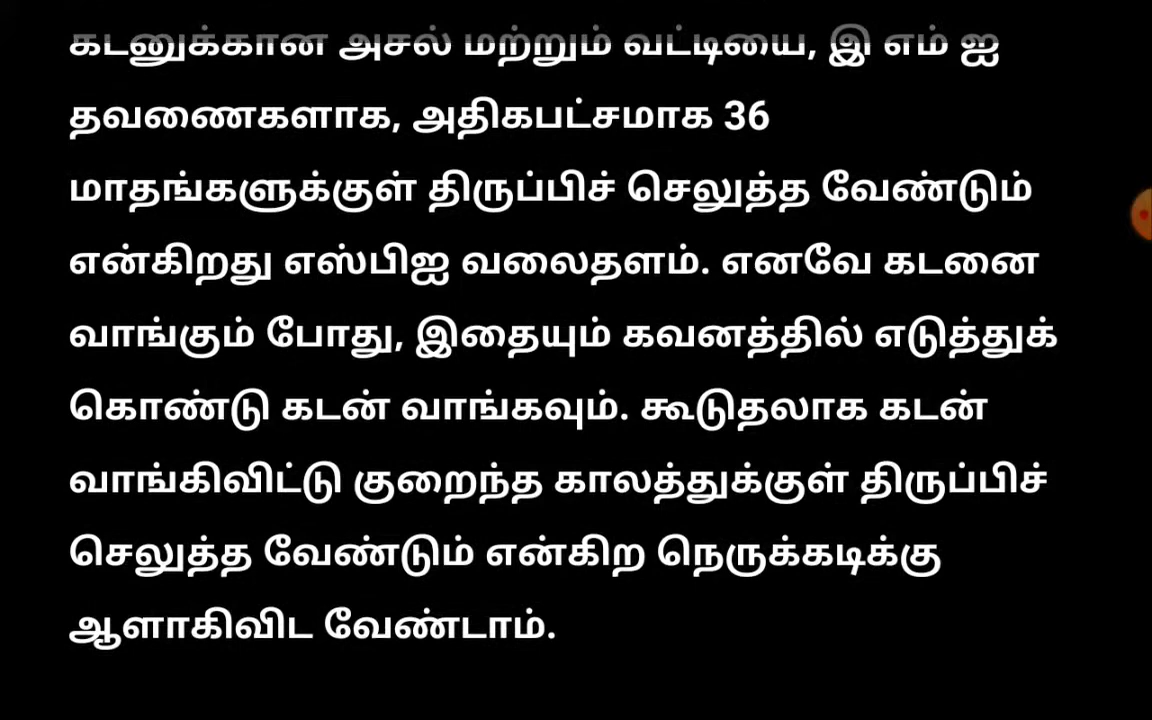 கடனுக்கான அசல் மற்றும் வட்டியை, இ எம் ஐ
தவணைகளாக, அதிகபட்சமாக 36
மாதங்களுக்குள் திருப்பிச் செலுத்த வேண்டும்
என்கிறது எஸ்பிஐ வலைதளம். எனவே கடனை
வாங்கும் போது, இதையும் கவனத்தில் எடுத்துக்
கொண்டு கடன் வாங்கவும். கூடுதலாக கடன்
வாங்கிவிட்டு குறைந்த காலத்துக்குள் திருப்பிச்
செலுத்த வேண்டும் என்கிற நெருக்கடிக்கு
ஆளாகிவிட வேண்டாம்.